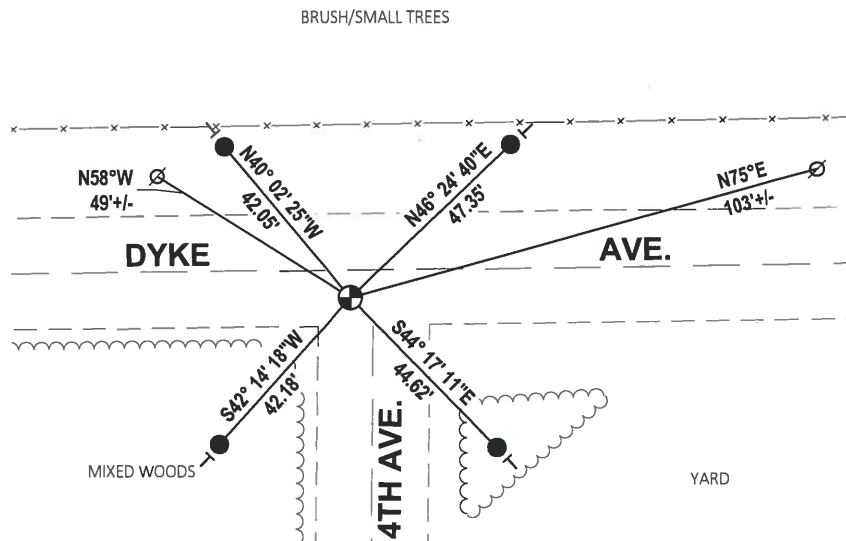 BRUSH/SMALL TREES
N58°W
49'+/-
N40° 02' 25"W
42.05'
N46° 24' 40"E
47.35'
N75°E
103'+/-
DYKE
AVE.
S42° 14' 18"W
42.18'
S44° 17' 11"E
44.62'
4TH AVE.
MIXED WOODS
YARD